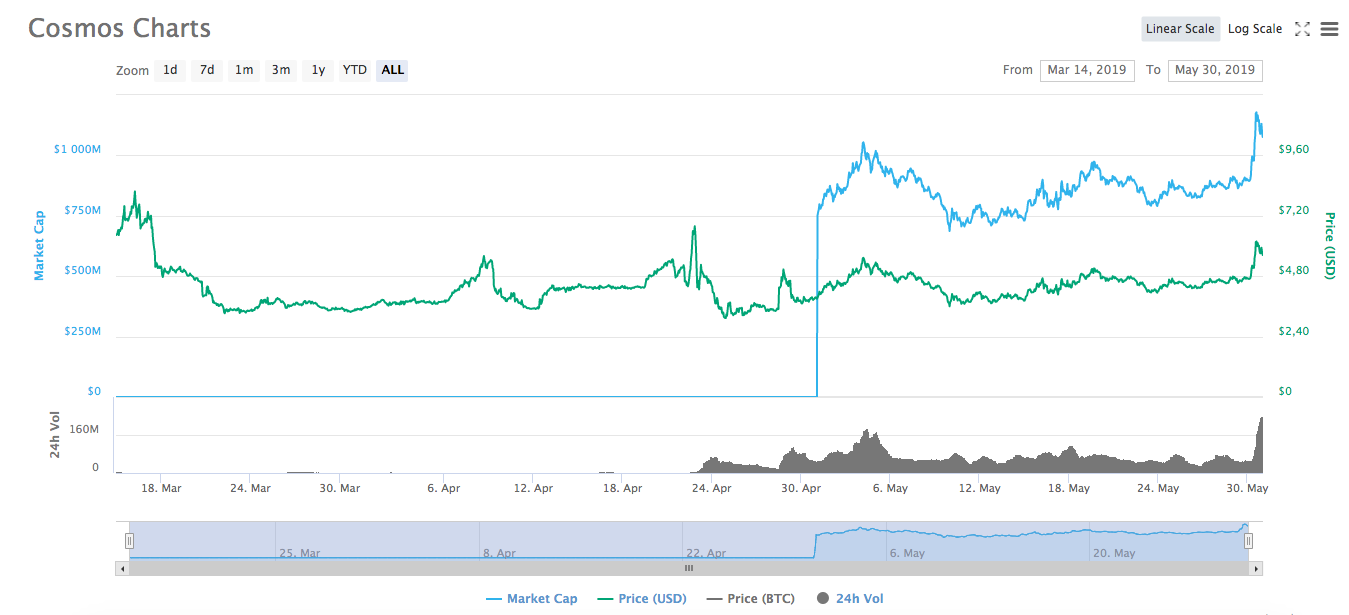 Cosmos Charts
Linear Scale Log Scale
Zoom 1d 7d 1m 3m 1y YTD ALL
From Mar 14, 2019 To May 30, 2019
Market Cap
$1 000M
$750M
$500M
$250M
$0
Price (USD)
$9,60
$7,20
$4,80
$2,40
$0
24h Vol
160M
0
18. Mar 24. Mar 30. Mar 6. Apr 12. Apr 18. Apr 24. Apr 30. Apr 6. May 12. May 18. May 24. May 30. May
25. Mar 8. Apr 22. Apr 6. May 20. May
Market Cap Price (USD) Price (BTC) 24h Vol